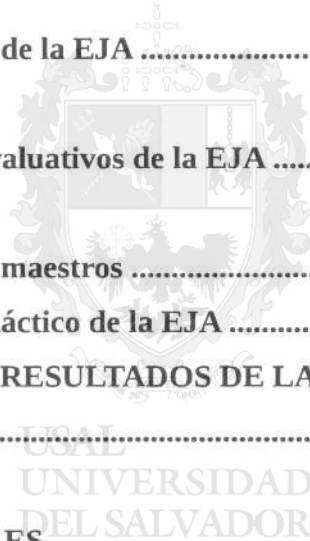 de la EJA ......................
valuativos de la EJA .....
maestros ........................
áctico de la EJA ...........
RESULTADOS DE LA
.......................................
USAL
UNIVERSIDAD
DEL SALVADOR
ES